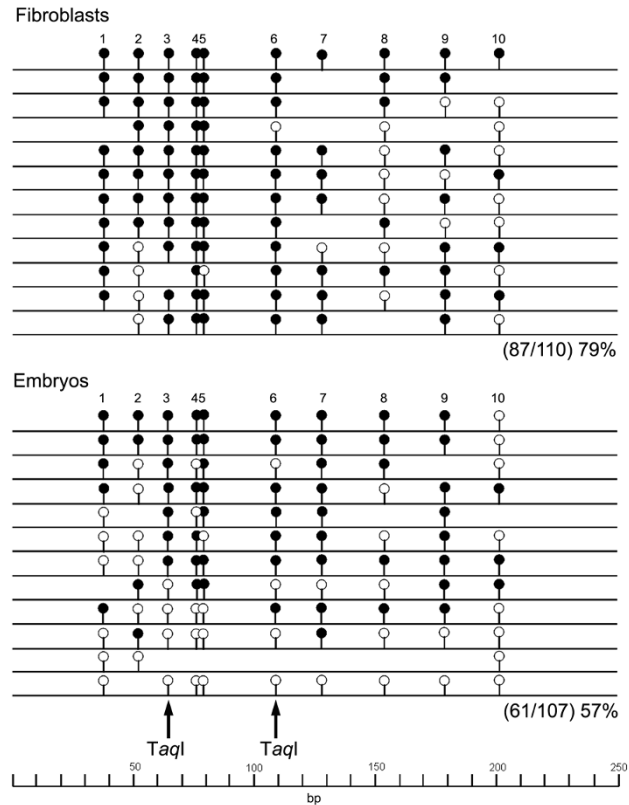 Fibroblasts
1 2 3 45 6 7 8 9 10
(87/110) 79%
Embryos
1 2 3 45 6 7 8 9 10
(61/107) 57%
TaqI TaqI
50 100 150 200 250
bp